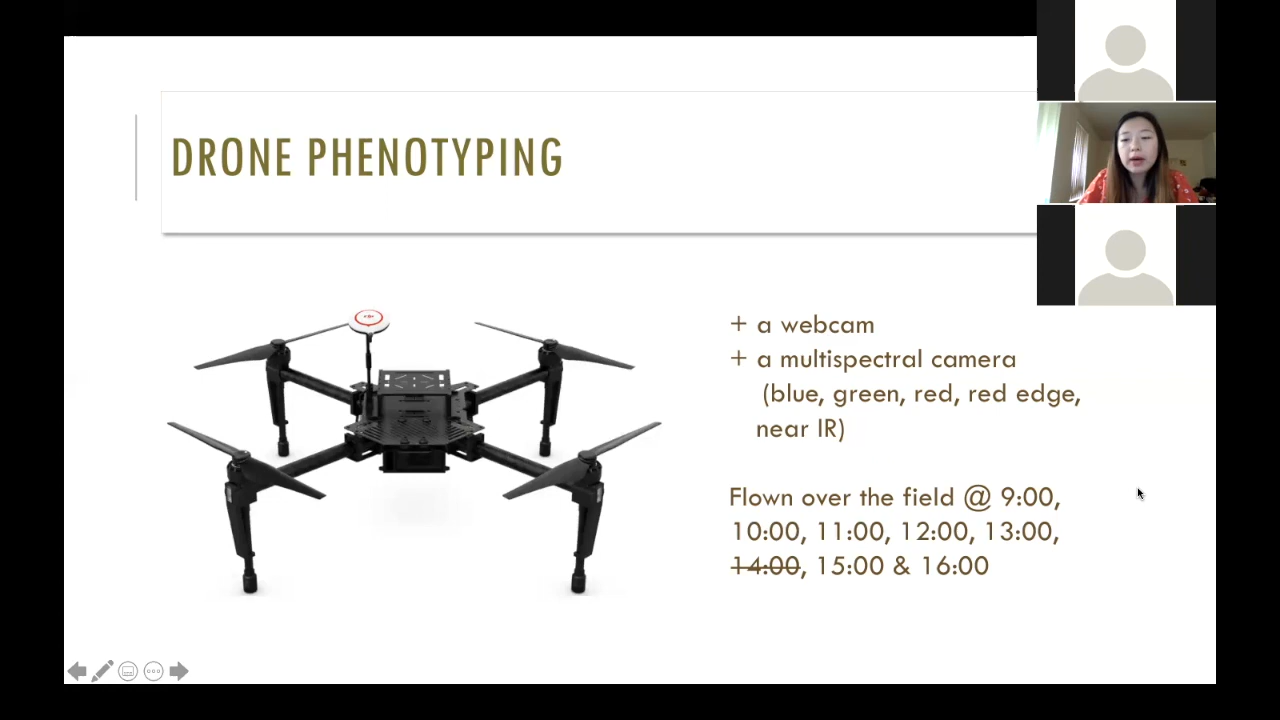 DRONE PHENOTYPING
+ a webcam
+ a multispectral camera
(blue, green, red, red edge,
near IR)
Flown over the field @ 9:00,
10:00, 11:00, 12:00, 13:00,
14:00, 15:00 & 16:00